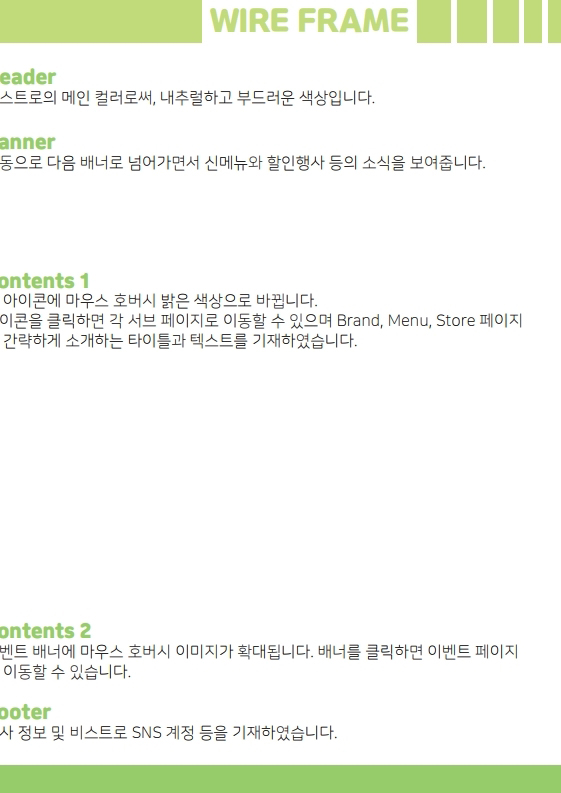 WIRE FRAME
eader
스트로의 메인 컬러로써, 내추럴하고 부드러운 색상입니다.
anner
동으로 다음 배너로 넘어가면서 신메뉴와 할인행사 등의 소식을 보여줍니다.
ontents 1
아이콘에 마우스 호버시 밝은 색상으로 바뀝니다.
이콘을 클릭하면 각 서브 페이지로 이동할 수 있으며 Brand, Menu, Store 페이지
간략하게 소개하는 타이틀과 텍스트를 기재하였습니다.
ontents 2
벤트 배너에 마우스 호버시 이미지가 확대됩니다. 배너를 클릭하면 이벤트 페이지
이동할 수 있습니다.
ooter
사 정보 및 비스트로 SNS 계정 등을 기재하였습니다.